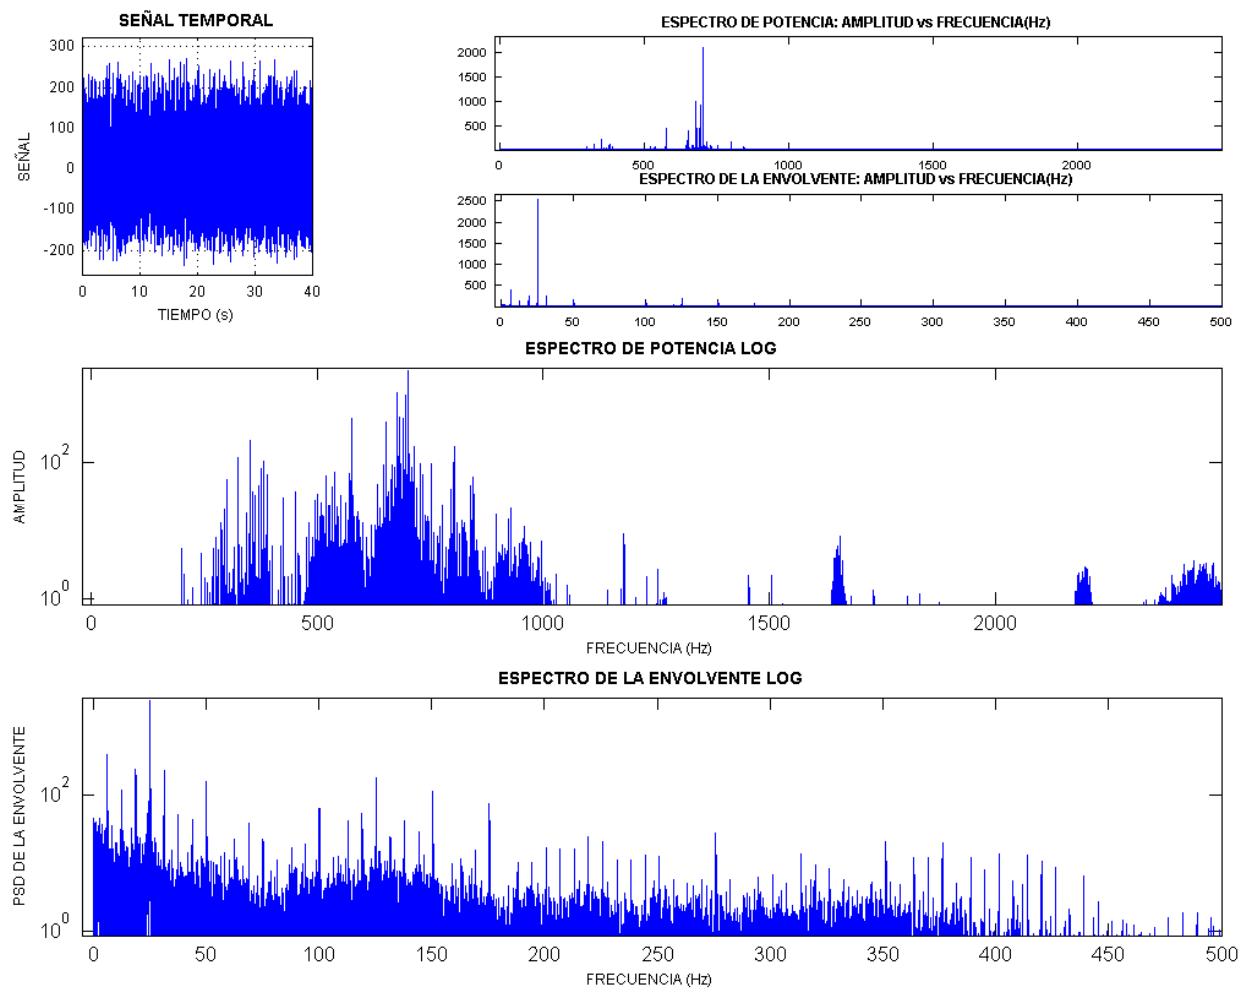 SEÑAL TEMPORAL
300
200
100
0
-100
-200
SEÑAL
0 10 20 30 40
TIEMPO (s)
ESPECTRO DE POTENCIA: AMPLITUD vs FRECUENCIA(Hz)
2000
1500
1000
500
0 500 1000 1500 2000
ESPECTRO DE LA ENVOLVENTE: AMPLITUD vs FRECUENCIA(Hz)
2500
2000
1500
1000
500
0 50 100 150 200 250 300 350 400 450 500
ESPECTRO DE POTENCIA LOG
AMPLITUD
10^2
10^0
0 500 1000 1500 2000
FRECUENCIA (Hz)
ESPECTRO DE LA ENVOLVENTE LOG
PSD DE LA ENVOLVENTE
10^2
10^0
0 50 100 150 200 250 300 350 400 450 500
FRECUENCIA (Hz)